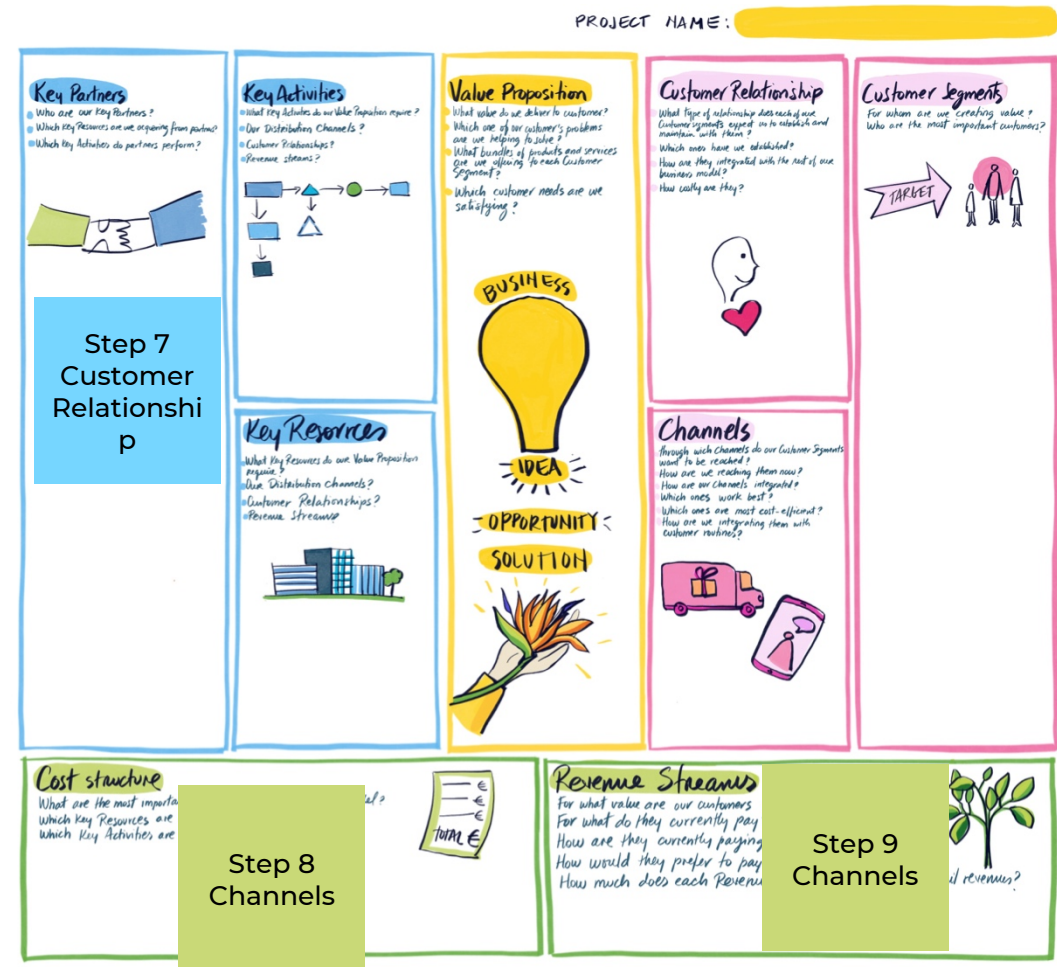 PROJECT NAME:
Key Partners
Who are our Key Partners?
Which Key Resources are we acquiring from partners?
Which Key Activities do partners perform?
Step 7
Customer
Relationshi
p
Key Activities
What Key Activities do our Value Proposition require?
Our Distribution Channels?
Customer Relationships?
Revenue streams?
Key Resources
What Key Resources do our Value Proposition
require?
Our Distribution Channels?
Customer Relationships?
Revenue Streams
Value Proposition
What value do we deliver to customer?
Which one of our customer's problems
are we helping to solve?
What bundles of products and services
are we offering to each Customer
Segment?
Which customer needs are we
satisfying?
BUSINESS
IDEA
OPPORTUNITY
SOLUTION
Customer Relationship
What type of relationship does each of our
Customer segments expect us to establish and
maintain with them?
Which ones have we established?
How are they integrated with the rest of our
business model?
How costly are they?
Channels
Through wich Channels do our Customer Segments
want to be reached?
How are we reaching them now?
How are our Channels integrated?
Which ones work best?
Which ones are most cost-efficient?
How are we integrating them with
customer routines?
Customer Segments
For whom are we creating value?
Who are the most important customers?
TARGET
Cost structure
What are the most importa
Which Key Resources are
Which Key Activities are
TOTAL €
Step 8
Channels
Revenue Streams
For what value are our customers
For what do they currently pay
How are they currently paying
How would they prefer to pay
How much does each Revenu
revenues?
Step 9
Channels